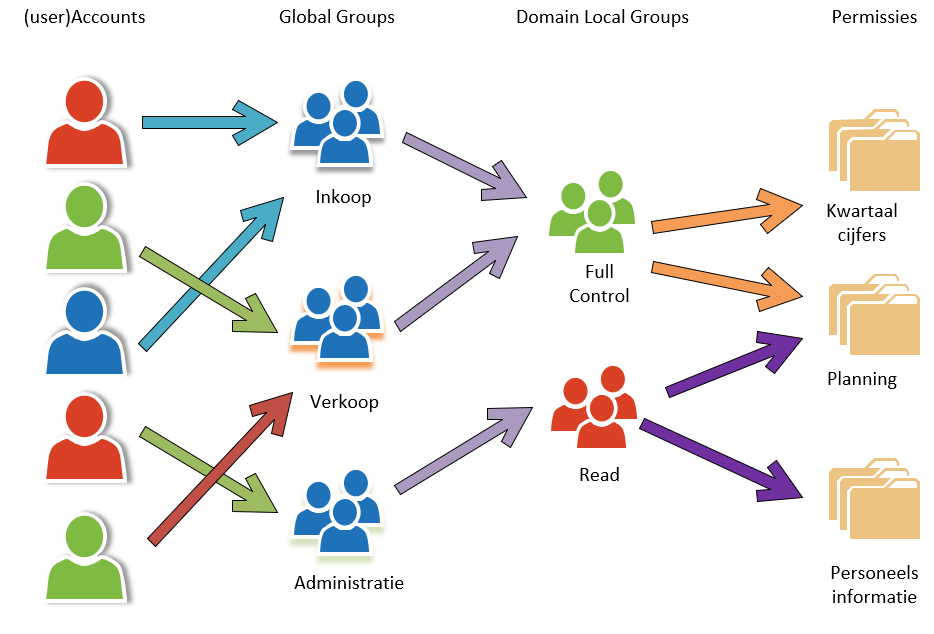 (user)Accounts
Global Groups
Domain Local Groups
Permissies
Inkoop
Verkoop
Administratie
Full
Control
Read
Kwartaal
cijfers
Planning
Personeels
informatie